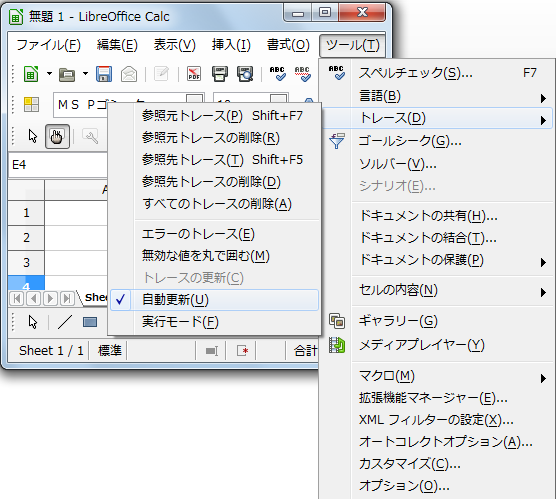 無題 1 - LibreOffice Calc
ファイル(F) 編集(E) 表示(V) 挿入(I) 書式(O) ツール(T)
ＭＳ Ｐゴ
E4
1
2
3
4
Shee
Sheet 1 / 1 標準 合計
スペルチェック(S)... F7
言語(B)
トレース(D)
ゴールシーク(G)...
ソルバー(V)...
シナリオ(E)...
ドキュメントの共有(H)...
ドキュメントの結合(T)...
ドキュメントの保護(P)
セルの内容(N)
ギャラリー(G)
メディアプレイヤー(Y)
マクロ(M)
拡張機能マネージャー(E)...
XML フィルターの設定(X)...
オートコレクトオプション(A)...
カスタマイズ(C)...
オプション(O)...
参照元トレース(P) Shift+F7
参照元トレースの削除(R)
参照先トレース(T) Shift+F5
参照先トレースの削除(D)
すべてのトレースの削除(A)
エラーのトレース(E)
無効な値を丸で囲む(M)
トレースの更新(C)
自動更新(U)
実行モード(F)